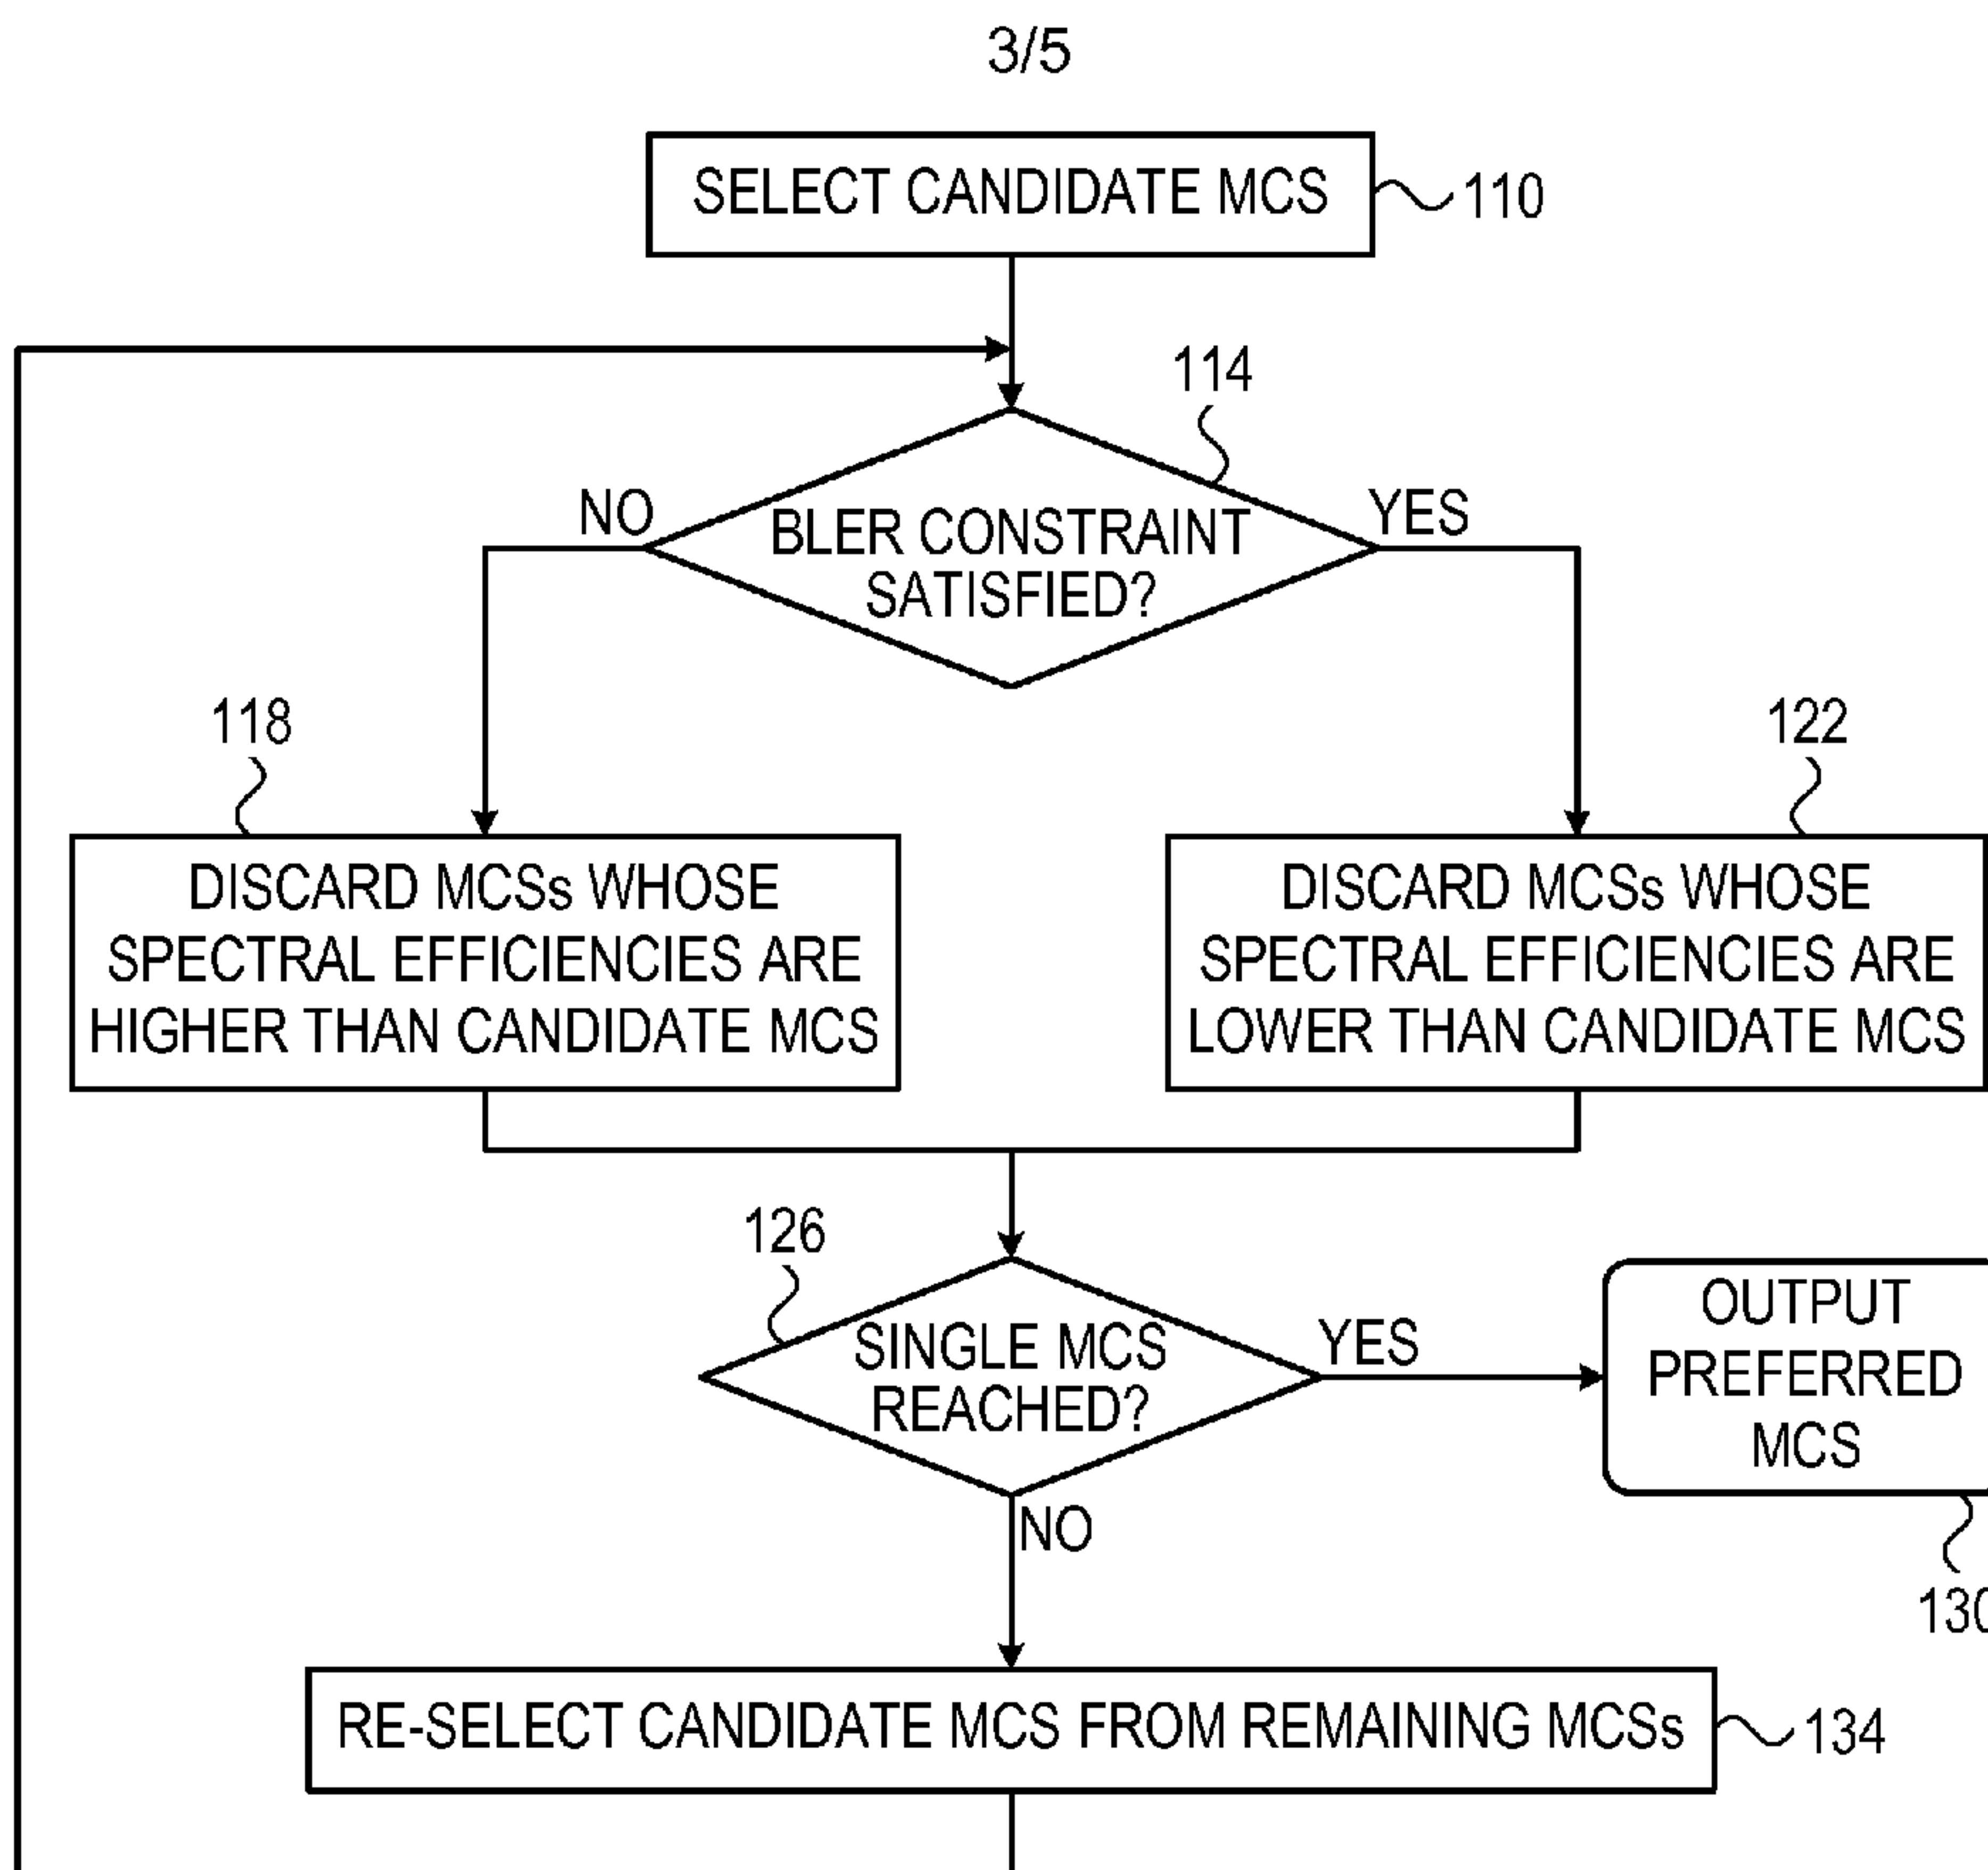 3/5
SELECT CANDIDATE MCS
110
114
NO
BLER CONSTRAINT
SATISFIED?
YES
118
122
DISCARD MCSs WHOSE
SPECTRAL EFFICIENCIES ARE
HIGHER THAN CANDIDATE MCS
DISCARD MCSs WHOSE
SPECTRAL EFFICIENCIES ARE
LOWER THAN CANDIDATE MCS
126
SINGLE MCS
REACHED?
YES
OUTPUT
PREFERRED
MCS
NO
130
RE-SELECT CANDIDATE MCS FROM REMAINING MCSs
134